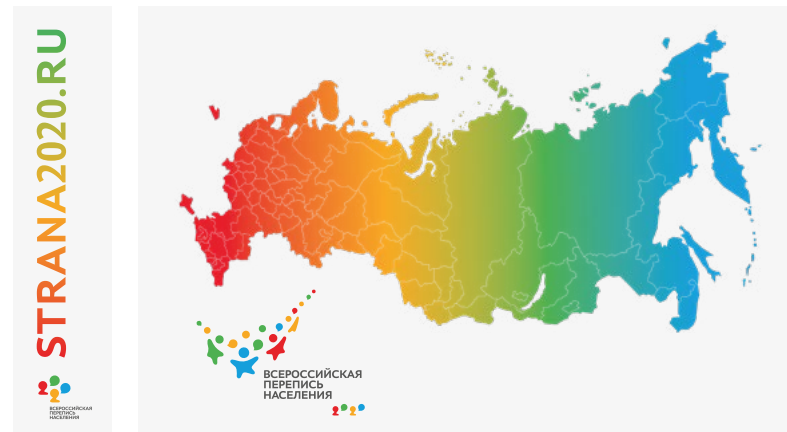 STRANA2020.RU
ВСЕРОССИЙСКАЯ
ПЕРЕПИСЬ
НАСЕЛЕНИЯ
ВСЕРОССИЙСКАЯ
ПЕРЕПИСЬ
НАСЕЛЕНИЯ